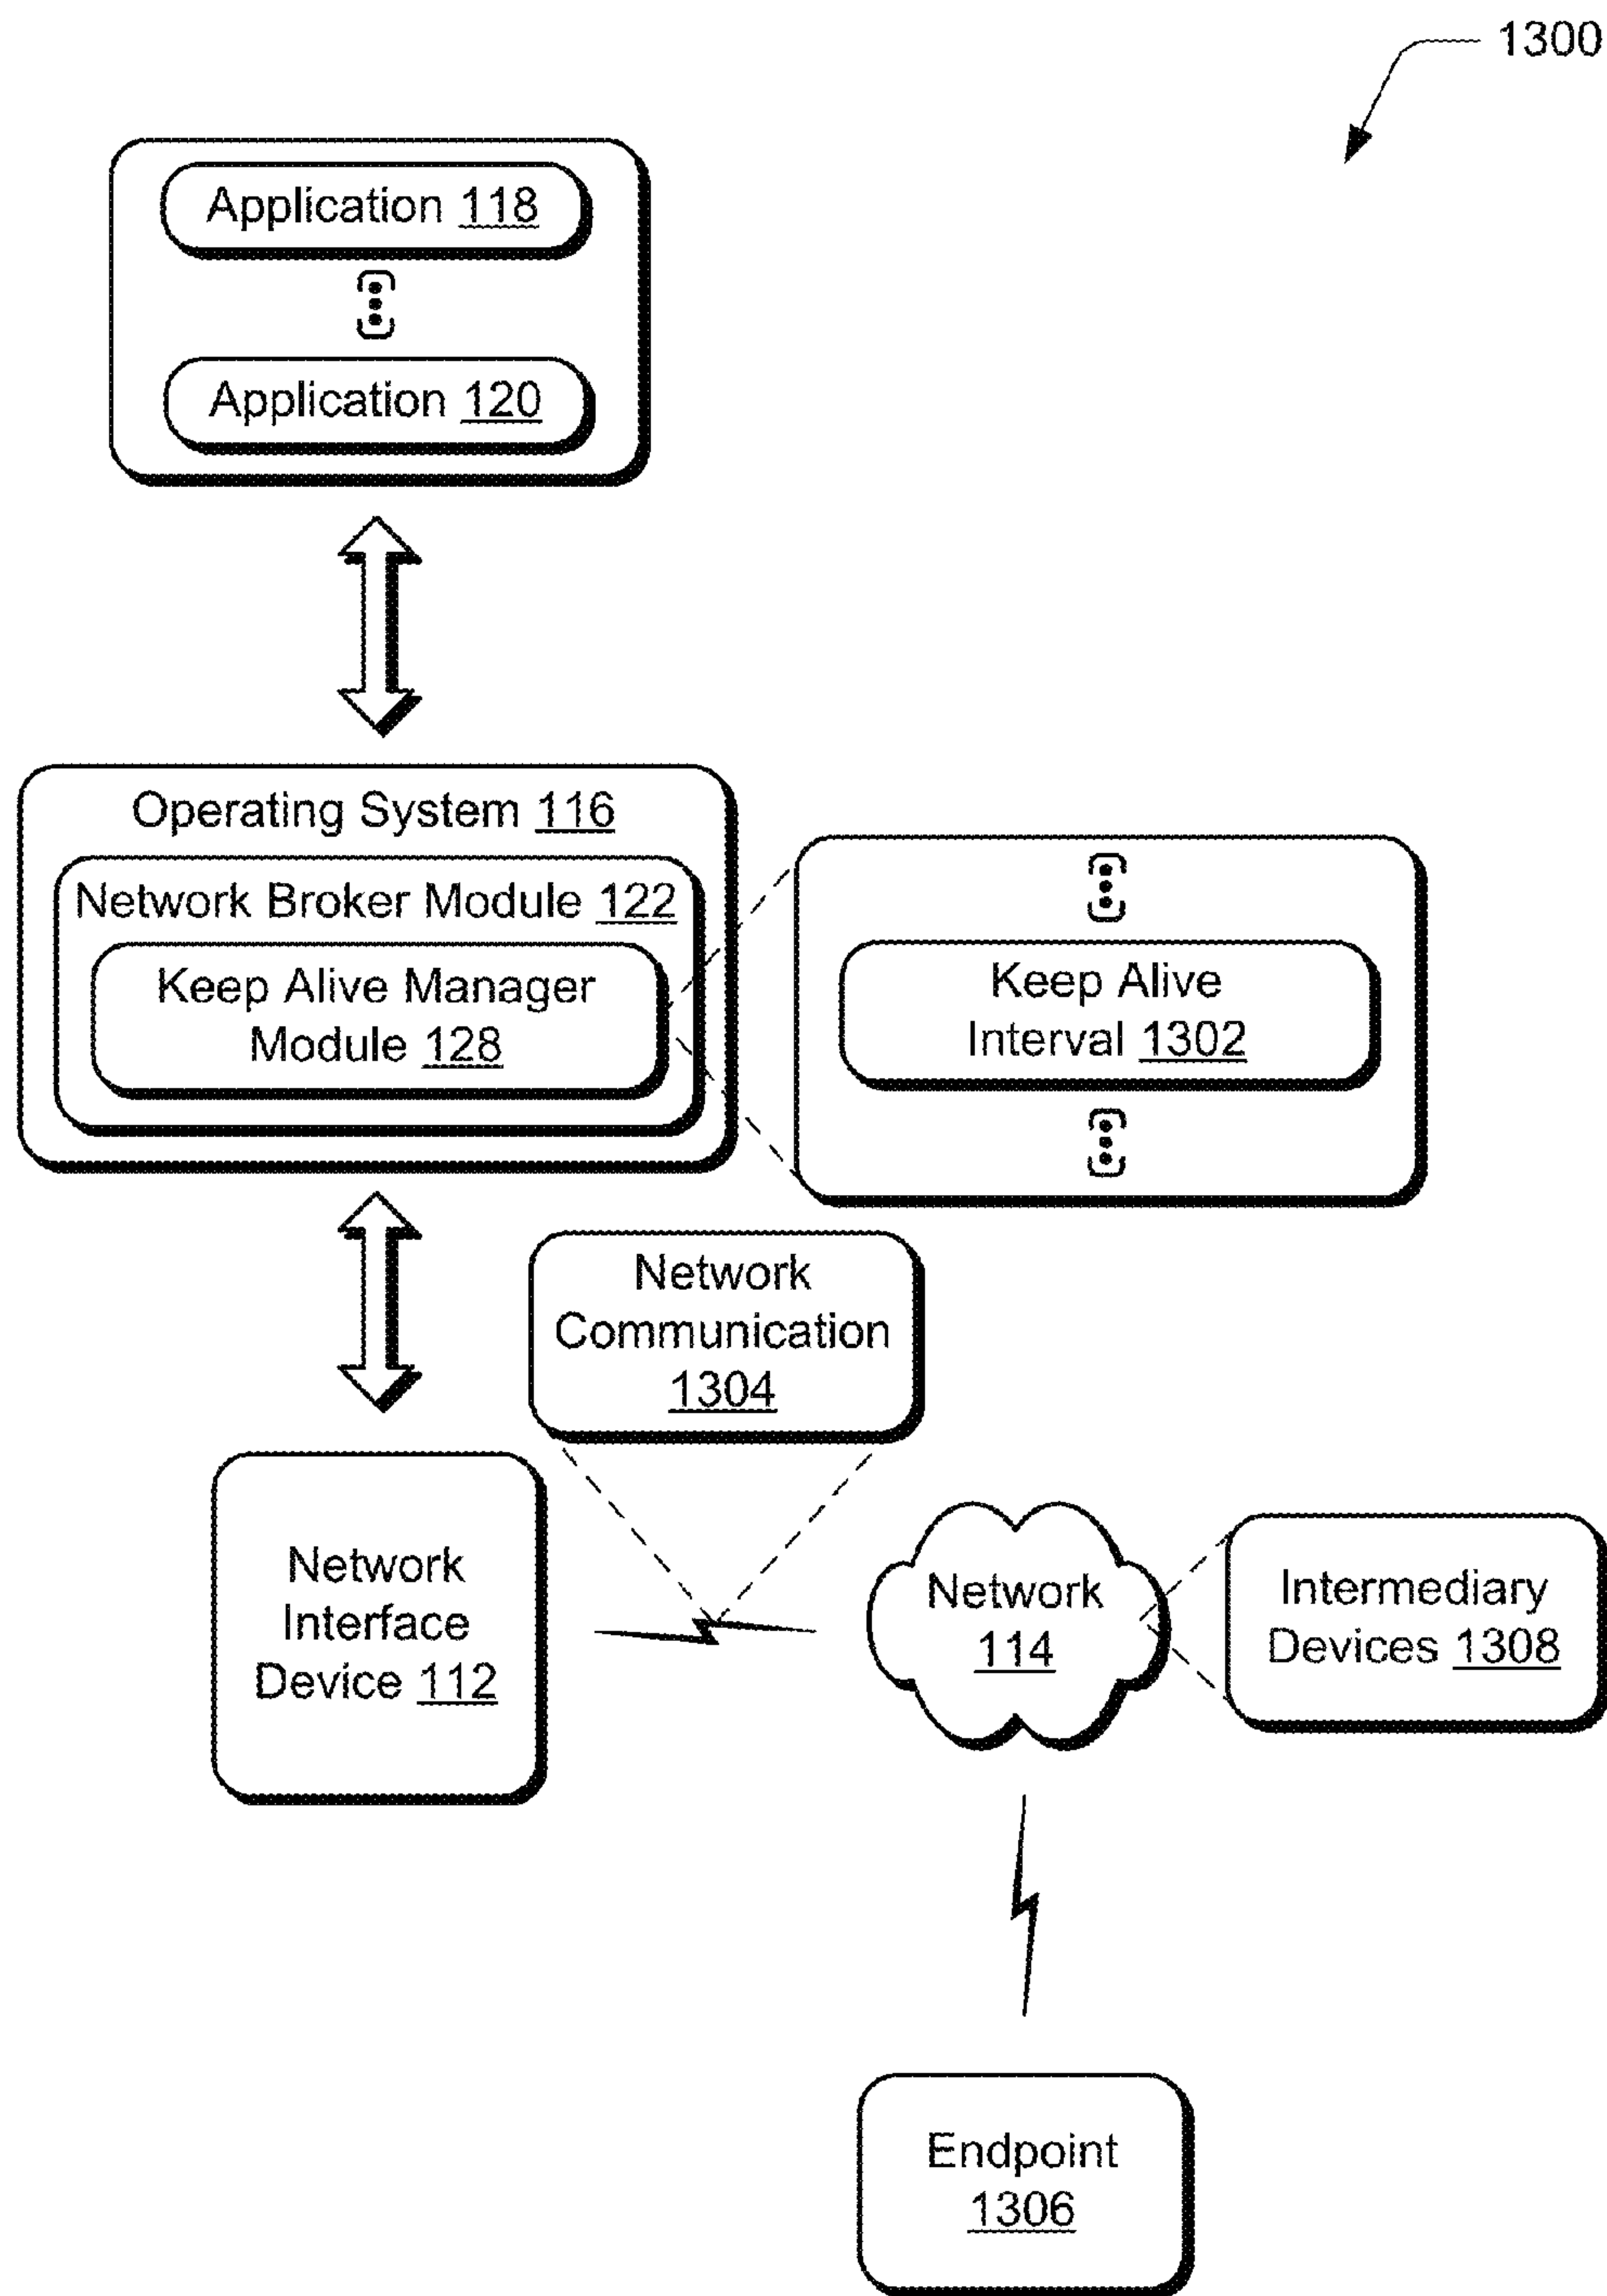 1300
Application 118
Application 120
Operating System 116
Network Broker Module 122
Keep Alive Manager
Module 128
Keep Alive
Interval 1302
Network
Communication
1304
Network
Interface
Device 112
Network
114
Intermediary
Devices 1308
Endpoint
1306